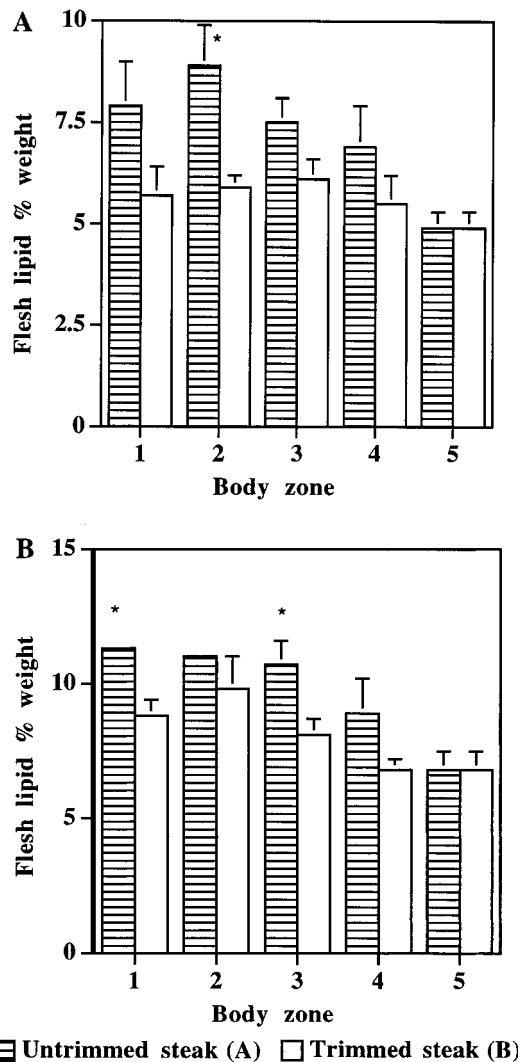 A
10
*
7.5
5
2.5
0
Flesh lipid % weight
1 2 3 4 5
Body zone
B
15
* *
10
5
0
Flesh lipid % weight
1 2 3 4 5
Body zone
Untrimmed steak (A) Trimmed steak (B)